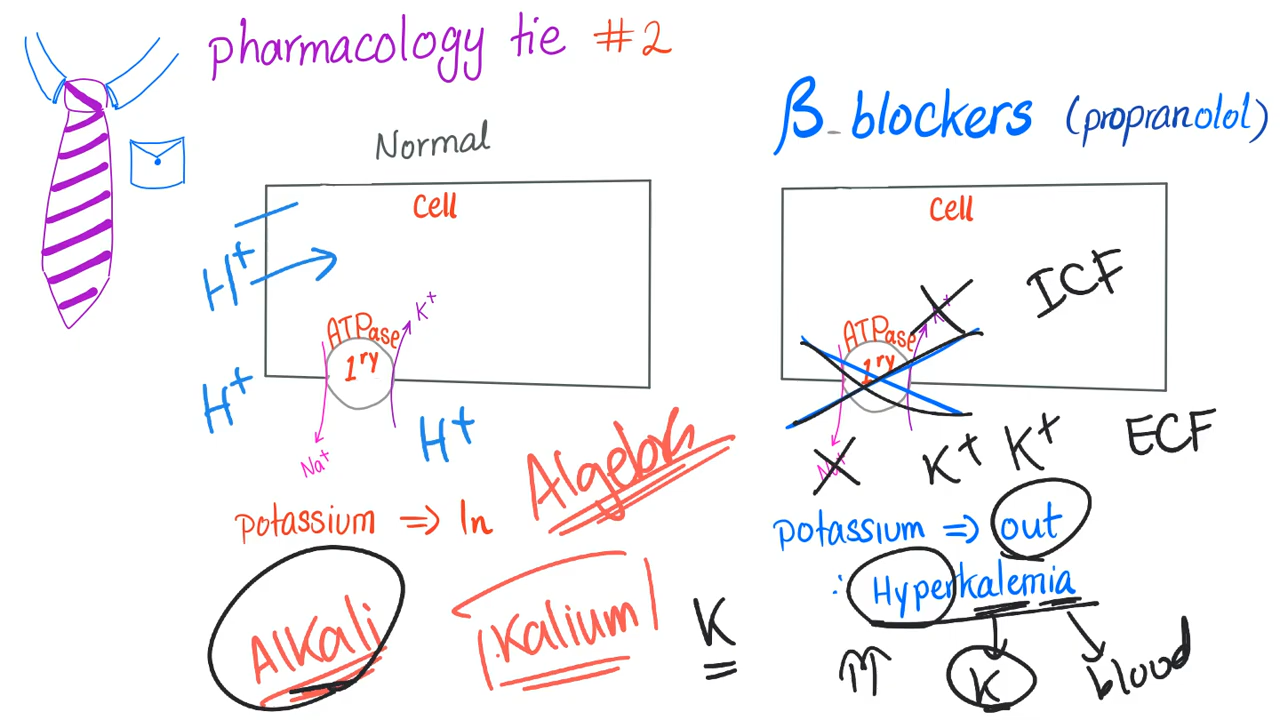 pharmacology tie #2
Normal
Cell
H+
ATPase
1ry
K+
H+
Na+
H+
potassium => In
Algebra
Alkali
Kalium
K
β-blockers (propranolol)
Cell
ICF
ATPase
1ry
K+
Na+
K+ K+
ECF
potassium => out
∴ Hyperkalemia
↑↑ K blood